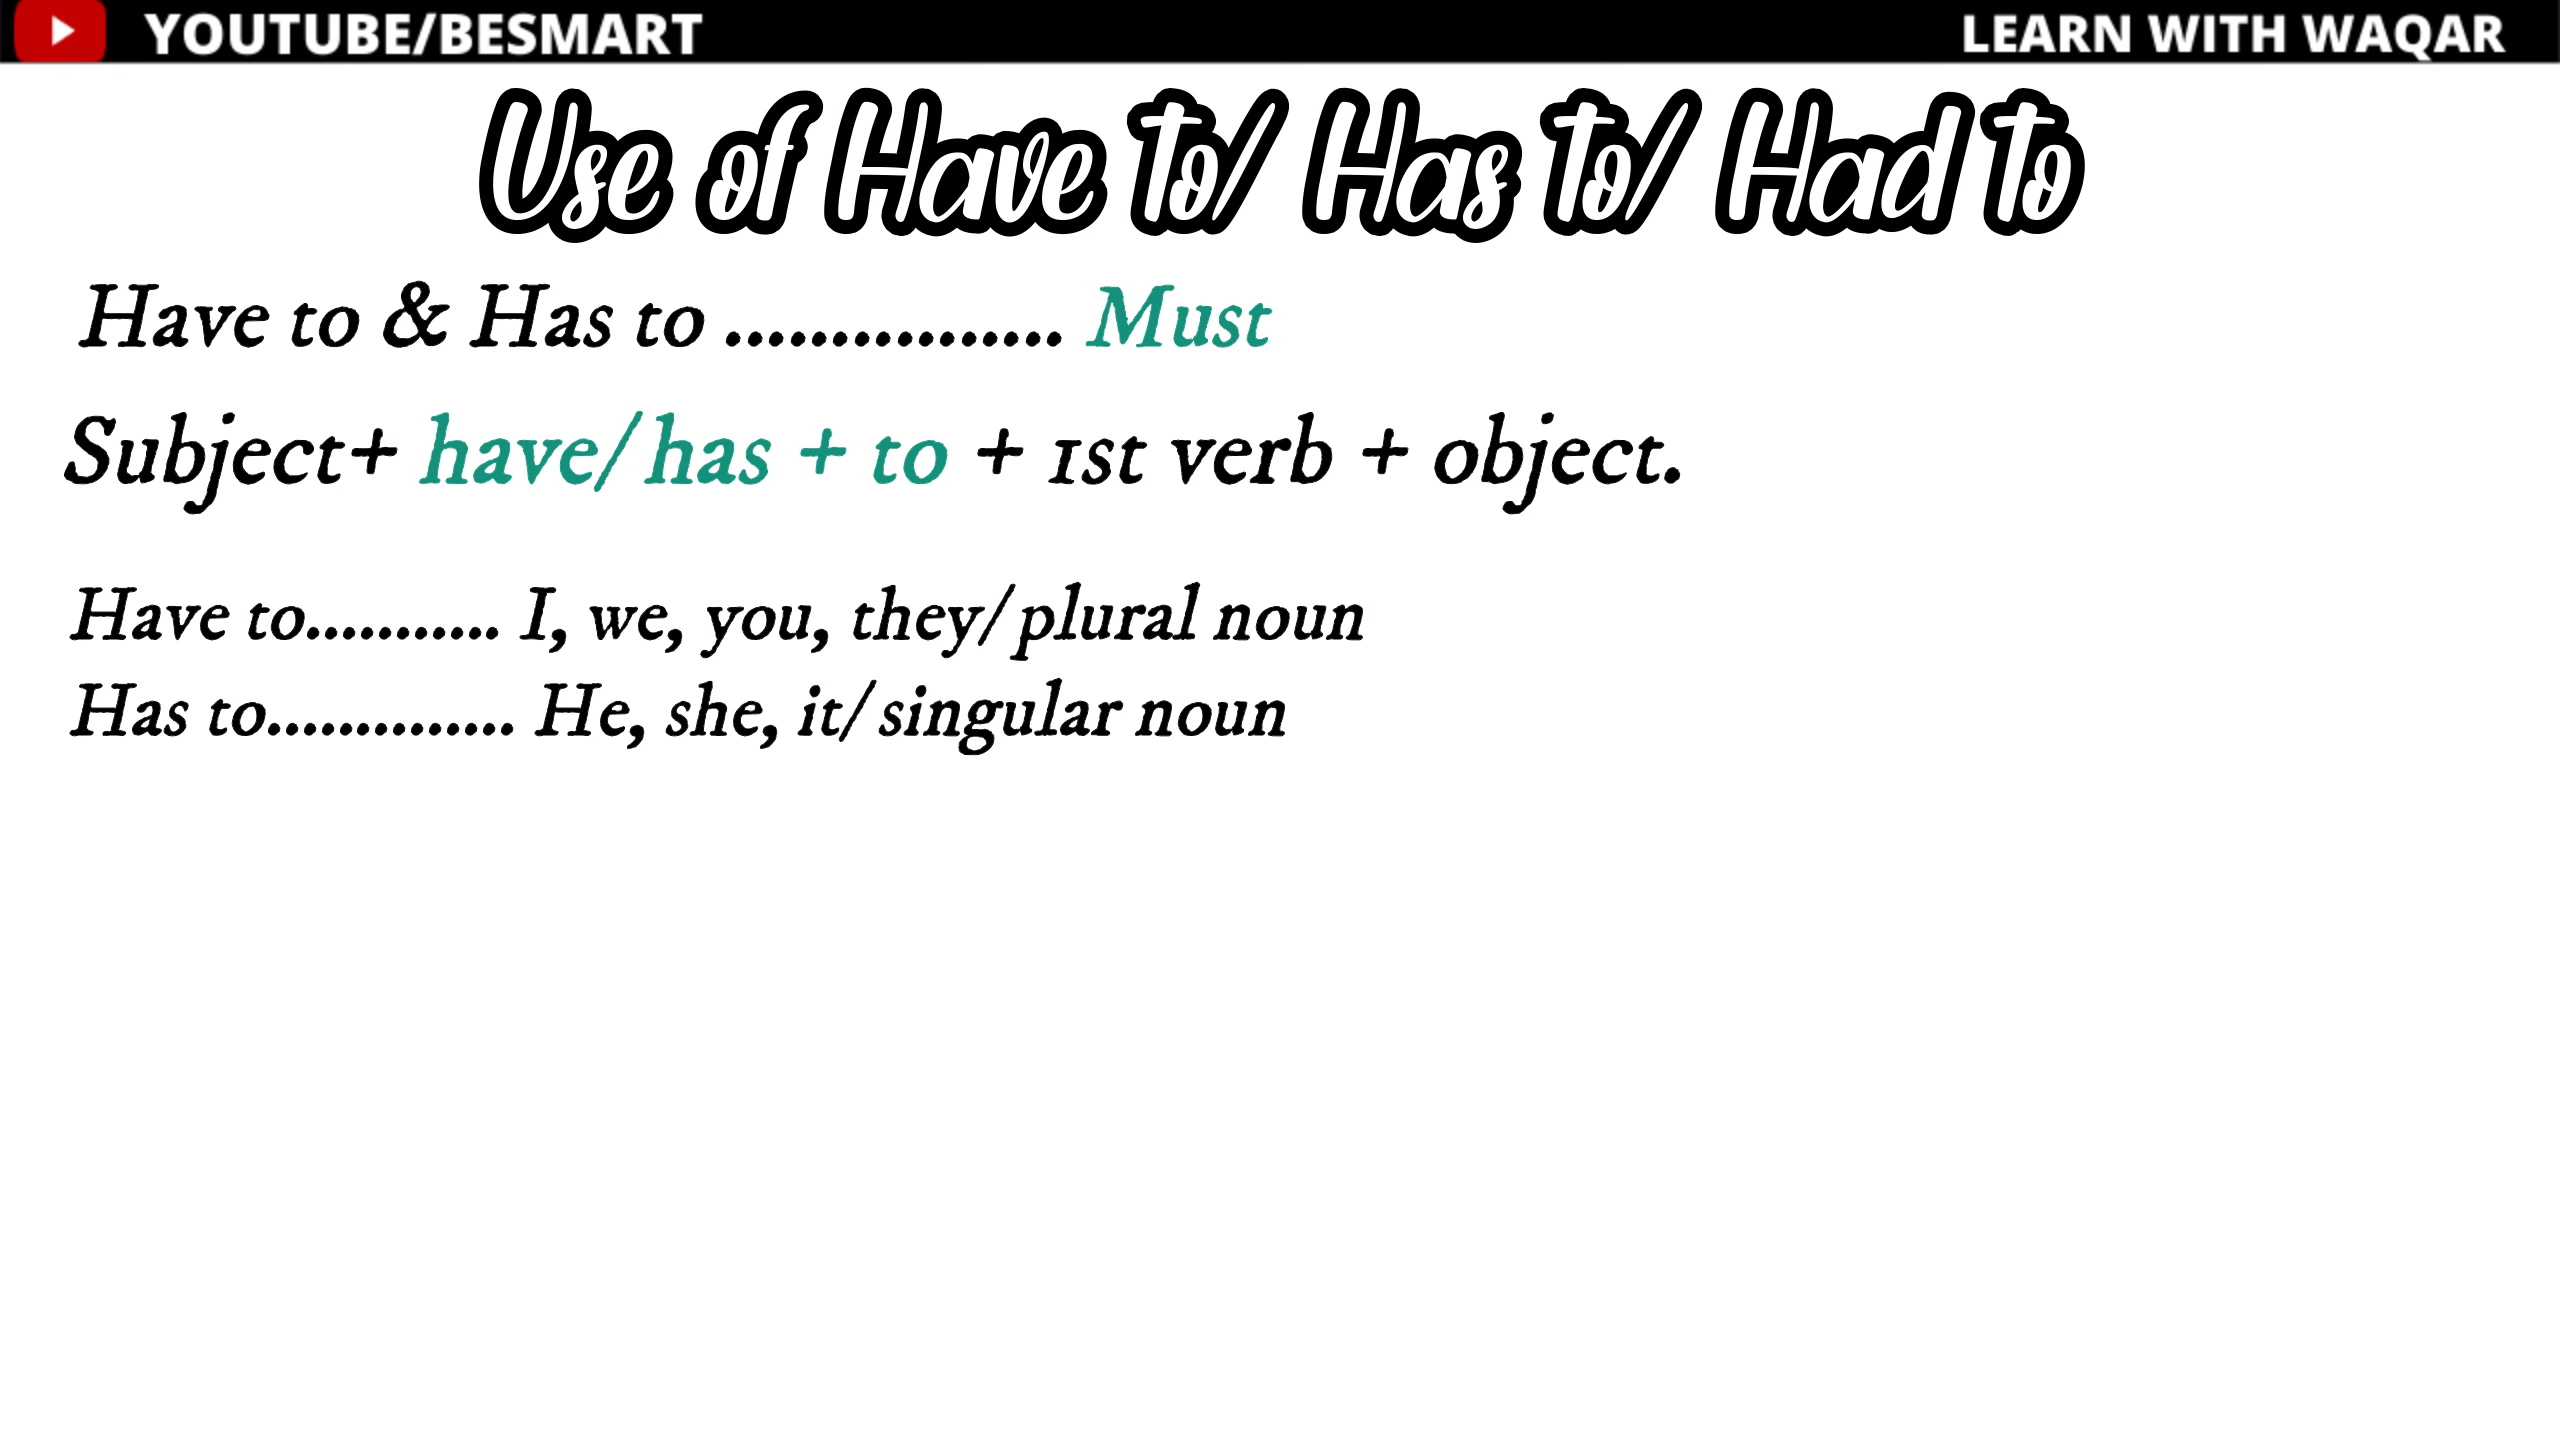 YOUTUBE/BESMART
LEARN WITH WAQAR
Use of Have to/ Has to/ Had to
Have to & Has to ................ Must
Subject+ have/has + to + 1st verb + object.
Have to........... I, we, you, they/plural noun
Has to.............. He, she, it/singular noun